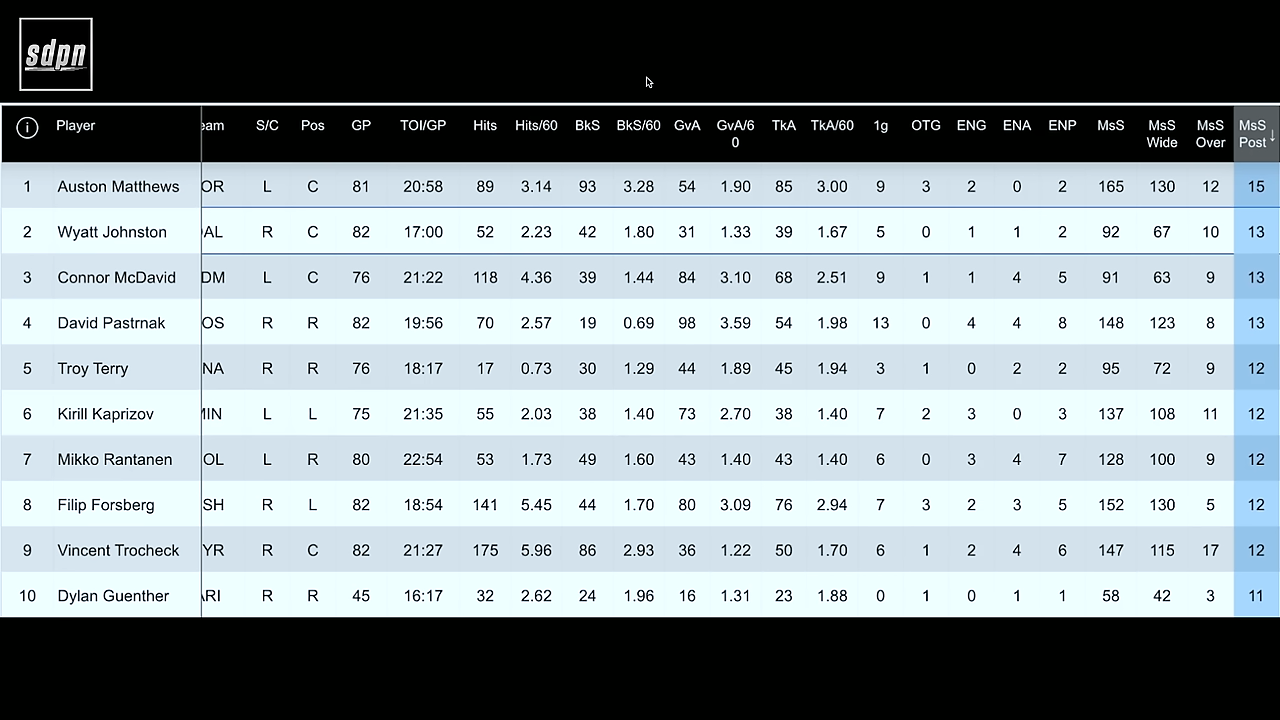 sdpn
i Player eam S/C Pos GP TOI/GP Hits Hits/60 BkS BkS/60 GvA GvA/6 TkA TkA/60 1g OTG ENG ENA ENP MsS MsS MsS MsS
0 Wide Over Post ↓
1 Auston Matthews OR L C 81 20:58 89 3.14 93 3.28 54 1.90 85 3.00 9 3 2 0 2 165 130 12 15
2 Wyatt Johnston AL R C 82 17:00 52 2.23 42 1.80 31 1.33 39 1.67 5 0 1 1 2 92 67 10 13
3 Connor McDavid DM L C 76 21:22 118 4.36 39 1.44 84 3.10 68 2.51 9 1 1 4 5 91 63 9 13
4 David Pastrnak OS R R 82 19:56 70 2.57 19 0.69 98 3.59 54 1.98 13 0 4 4 8 148 123 8 13
5 Troy Terry NA R R 76 18:17 17 0.73 30 1.29 44 1.89 45 1.94 3 1 0 2 2 95 72 9 12
6 Kirill Kaprizov IN L L 75 21:35 55 2.03 38 1.40 73 2.70 38 1.40 7 2 3 0 3 137 108 11 12
7 Mikko Rantanen OL L R 80 22:54 53 1.73 49 1.60 43 1.40 43 1.40 6 0 3 4 7 128 100 9 12
8 Filip Forsberg SH R L 82 18:54 141 5.45 44 1.70 80 3.09 76 2.94 7 3 2 3 5 152 130 5 12
9 Vincent Trocheck YR R C 82 21:27 175 5.96 86 2.93 36 1.22 50 1.70 6 1 2 4 6 147 115 17 12
10 Dylan Guenther RI R R 45 16:17 32 2.62 24 1.96 16 1.31 23 1.88 0 1 0 1 1 58 42 3 11